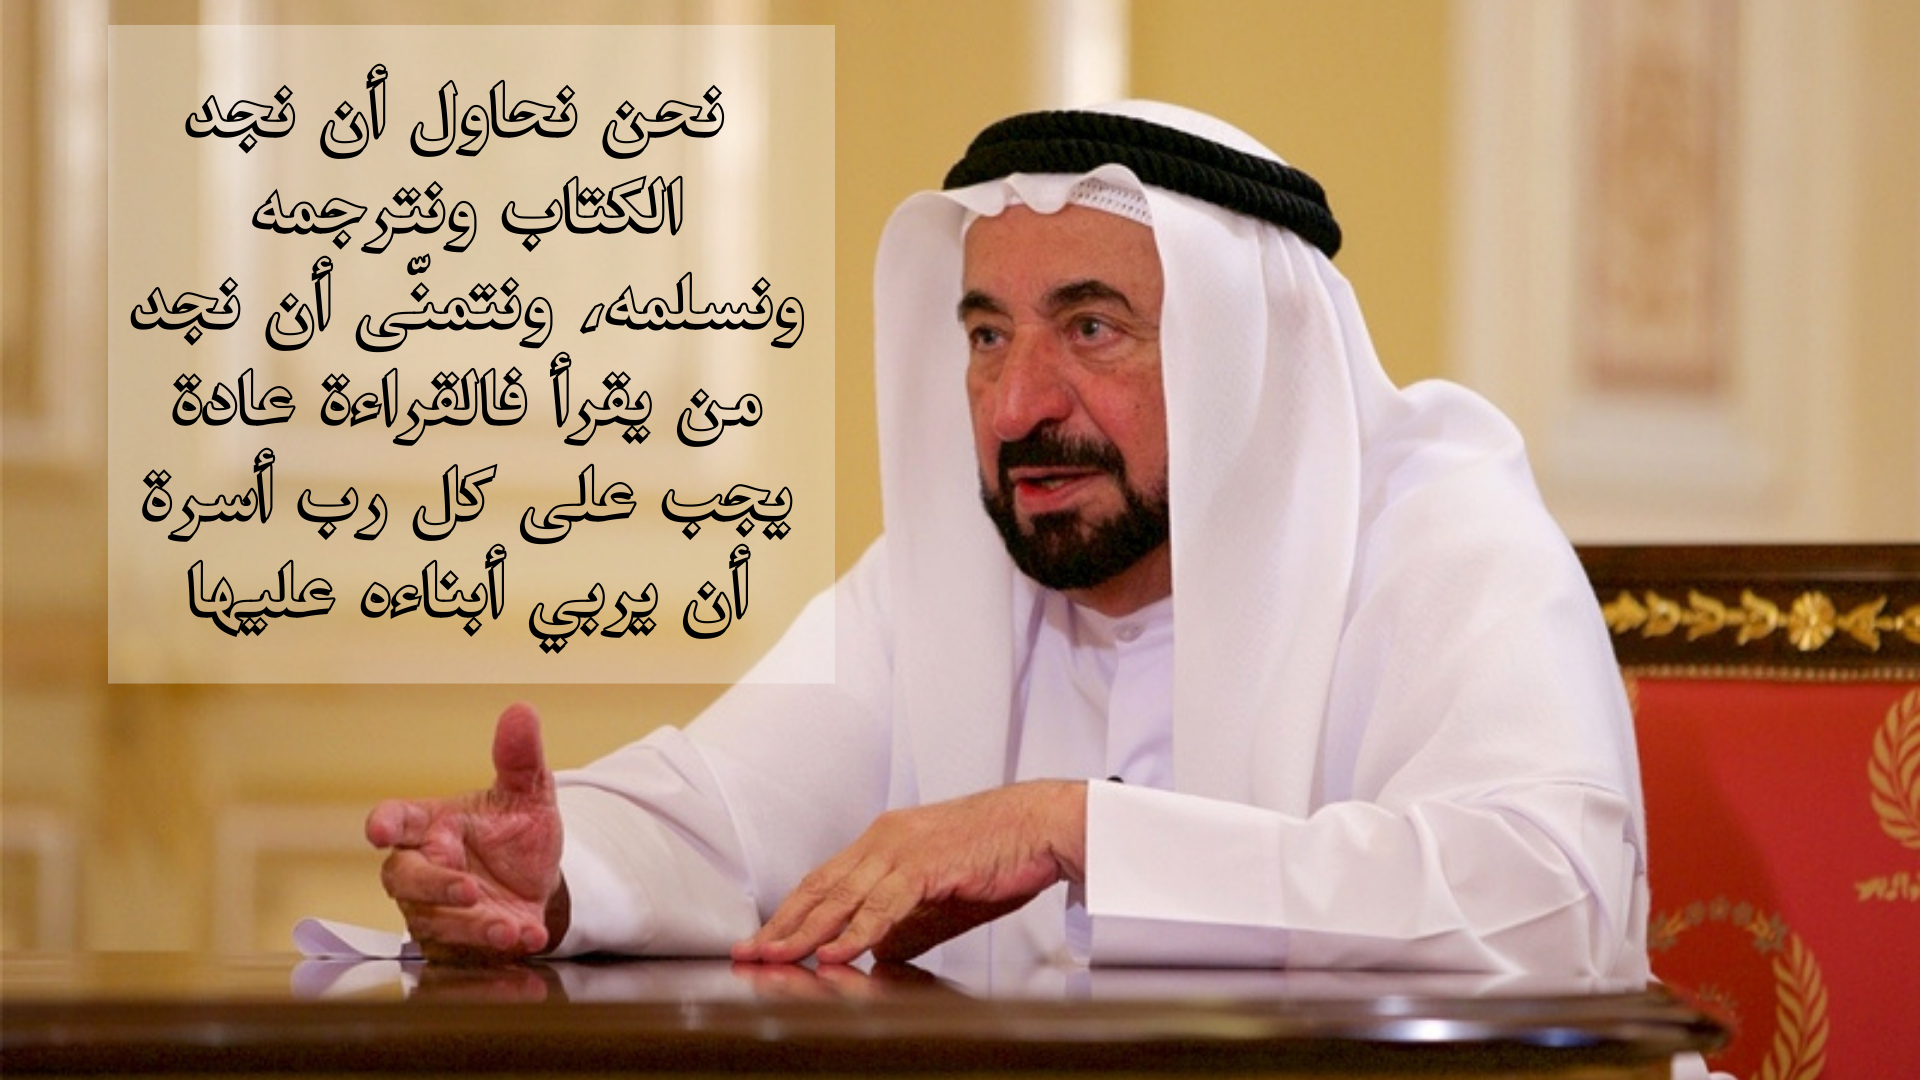 نحن نحاول أن نجد
الكتاب ونترجمه
ونسلمه، ونتمنّى أن نجد
من يقرأ فالقراءة عادة
يجب على كل رب أسرة
أن يربي أبناءه عليها